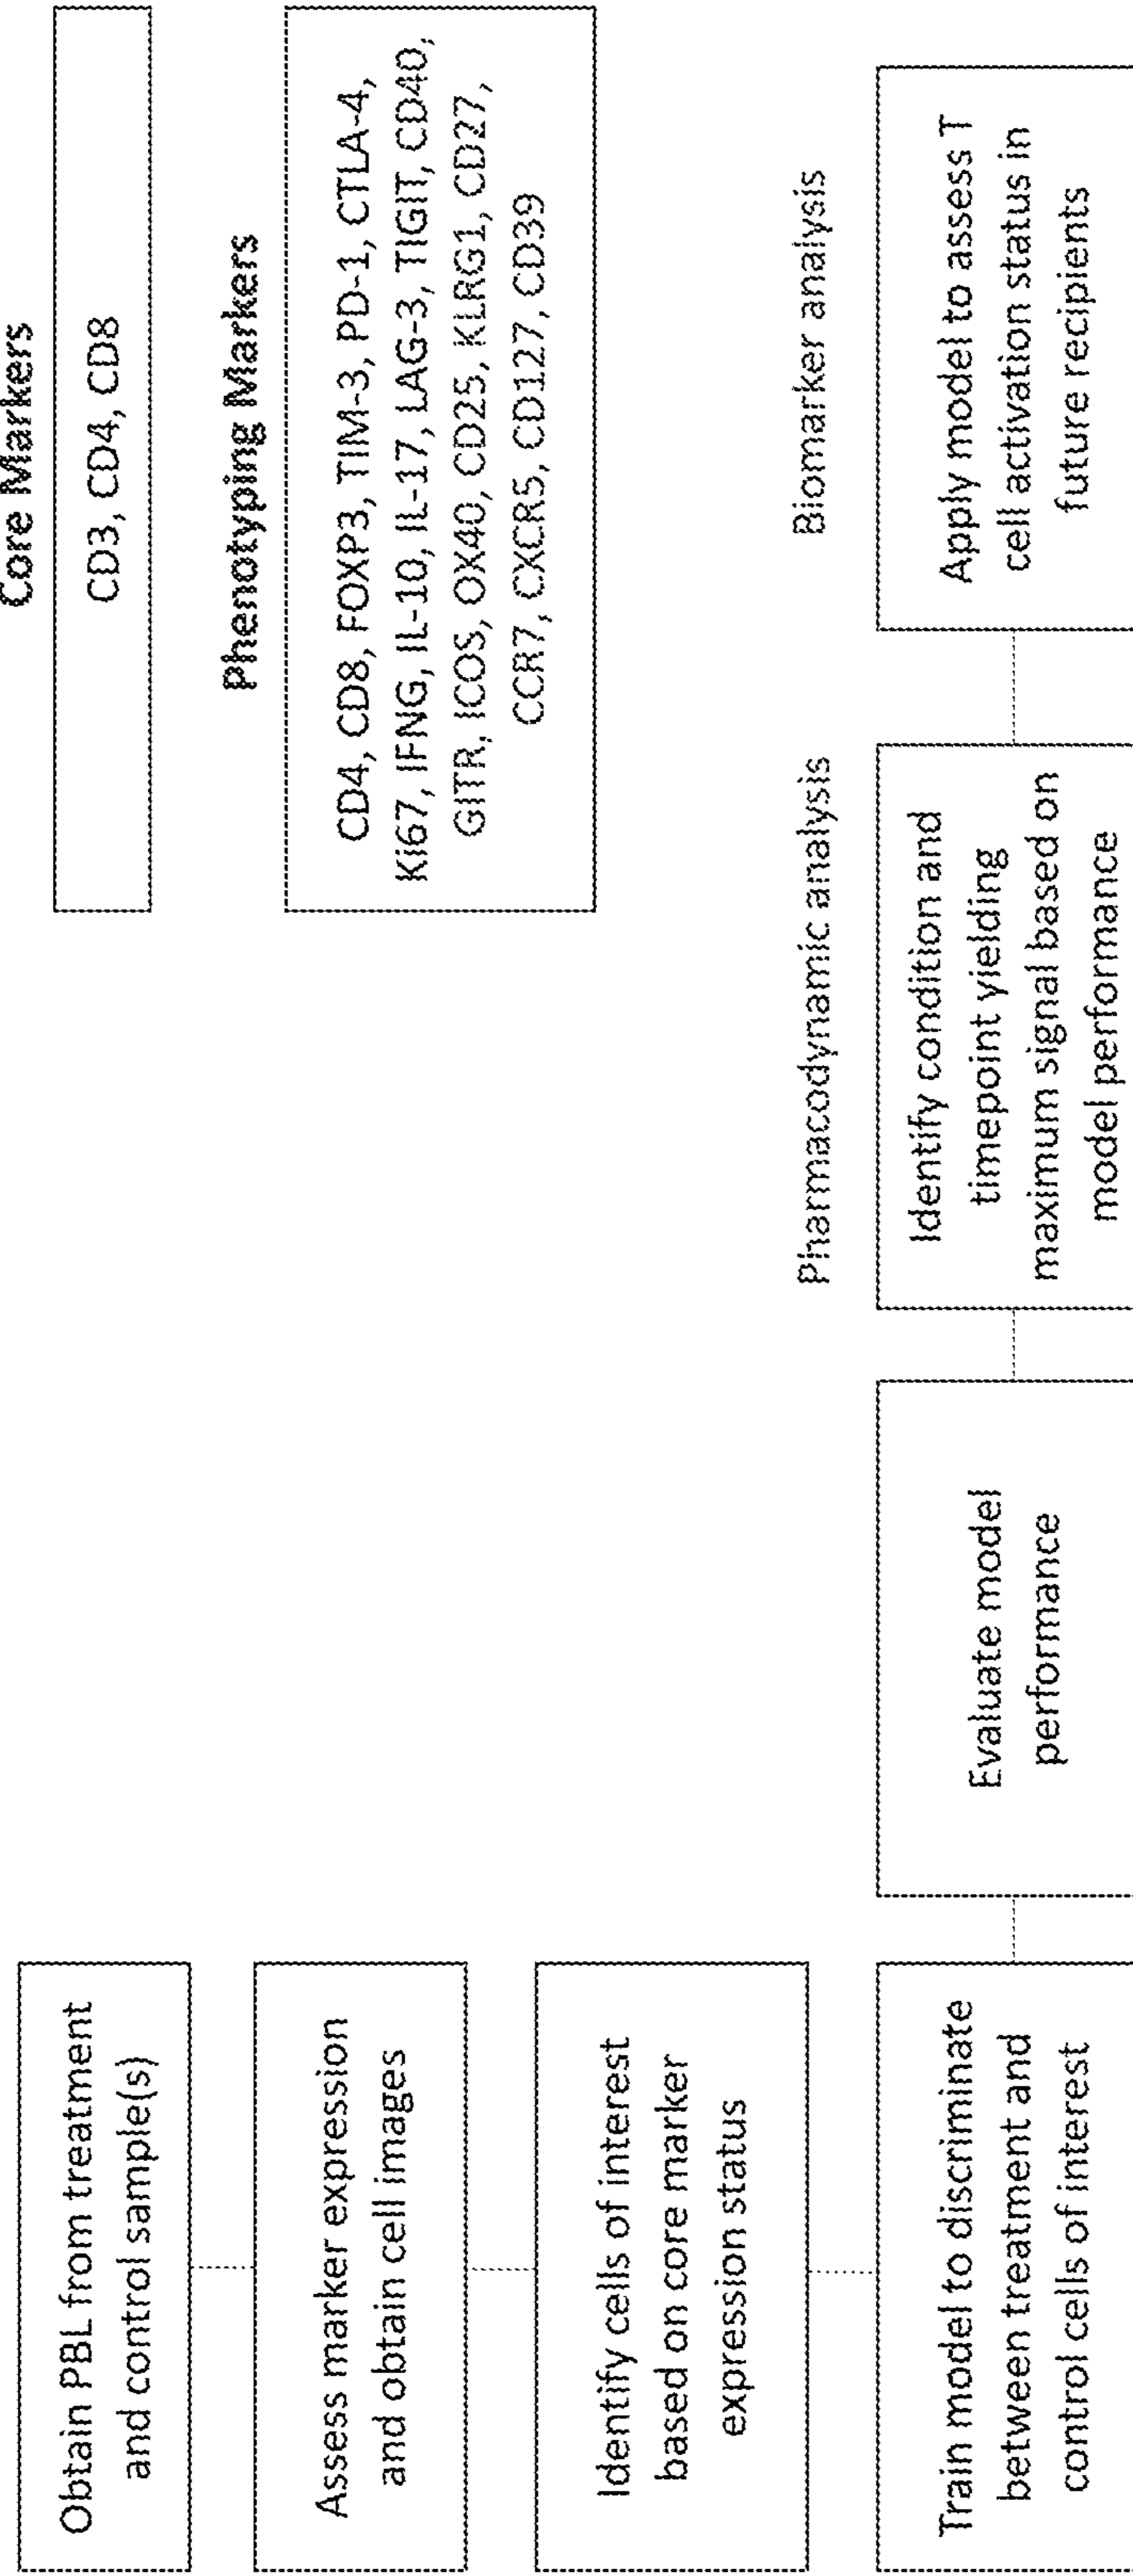 Obtain PBL from treatment
and control sample(s)
Assess marker expression
and obtain cell images
Identify cells of interest
based on core marker
expression status
Train model to discriminate
between treatment and
control cells of interest
Evaluate model
performance
Pharmacodynamic analysis
Identify condition and
timepoint yielding
maximum signal based on
model performance
Biomarker analysis
Apply model to assess T
cell activation status in
future recipients
Core Markers
CD3, CD4, CD8
Phenotyping Markers
CD4, CD8, FOXP3, TIM-3, PD-1, CTLA-4,
Ki67, IFNG, IL-10, IL-17, LAG-3, TIGIT, CD40,
GITR, ICOS, OX40, CD25, KLRG1, CD27,
CCR7, CXCR5, CD127, CD39